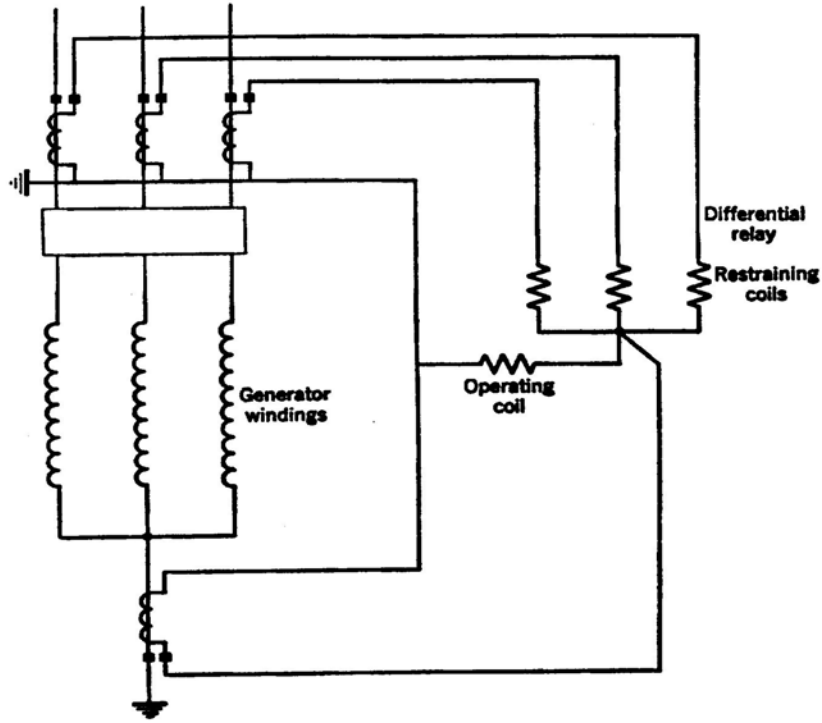 Differential
relay
Restraining
coils
Operating
coil
Generator
windings